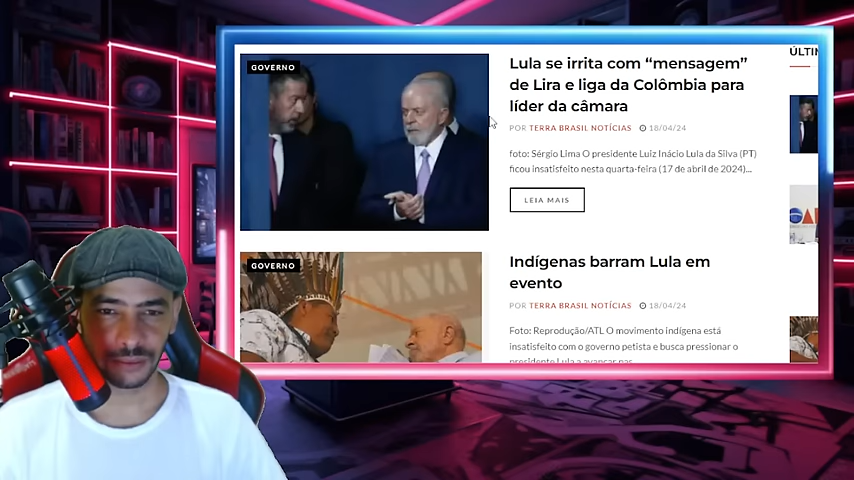 GOVERNO
Lula se irrita com “mensagem”
de Lira e liga da Colômbia para
líder da câmara
POR TERRA BRASIL NOTÍCIAS 18/04/24
foto: Sérgio Lima O presidente Luiz Inácio Lula da Silva (PT)
ficou insatisfeito nesta quarta-feira (17 de abril de 2024)...
LEIA MAIS
ÚLTIM
OA
GOVERNO
Indígenas barram Lula em
evento
POR TERRA BRASIL NOTÍCIAS 18/04/24
Foto: Reprodução/ATL O movimento indígena está
insatisfeito com o governo petista e busca pressionar o
presidente Lula a avançar nas